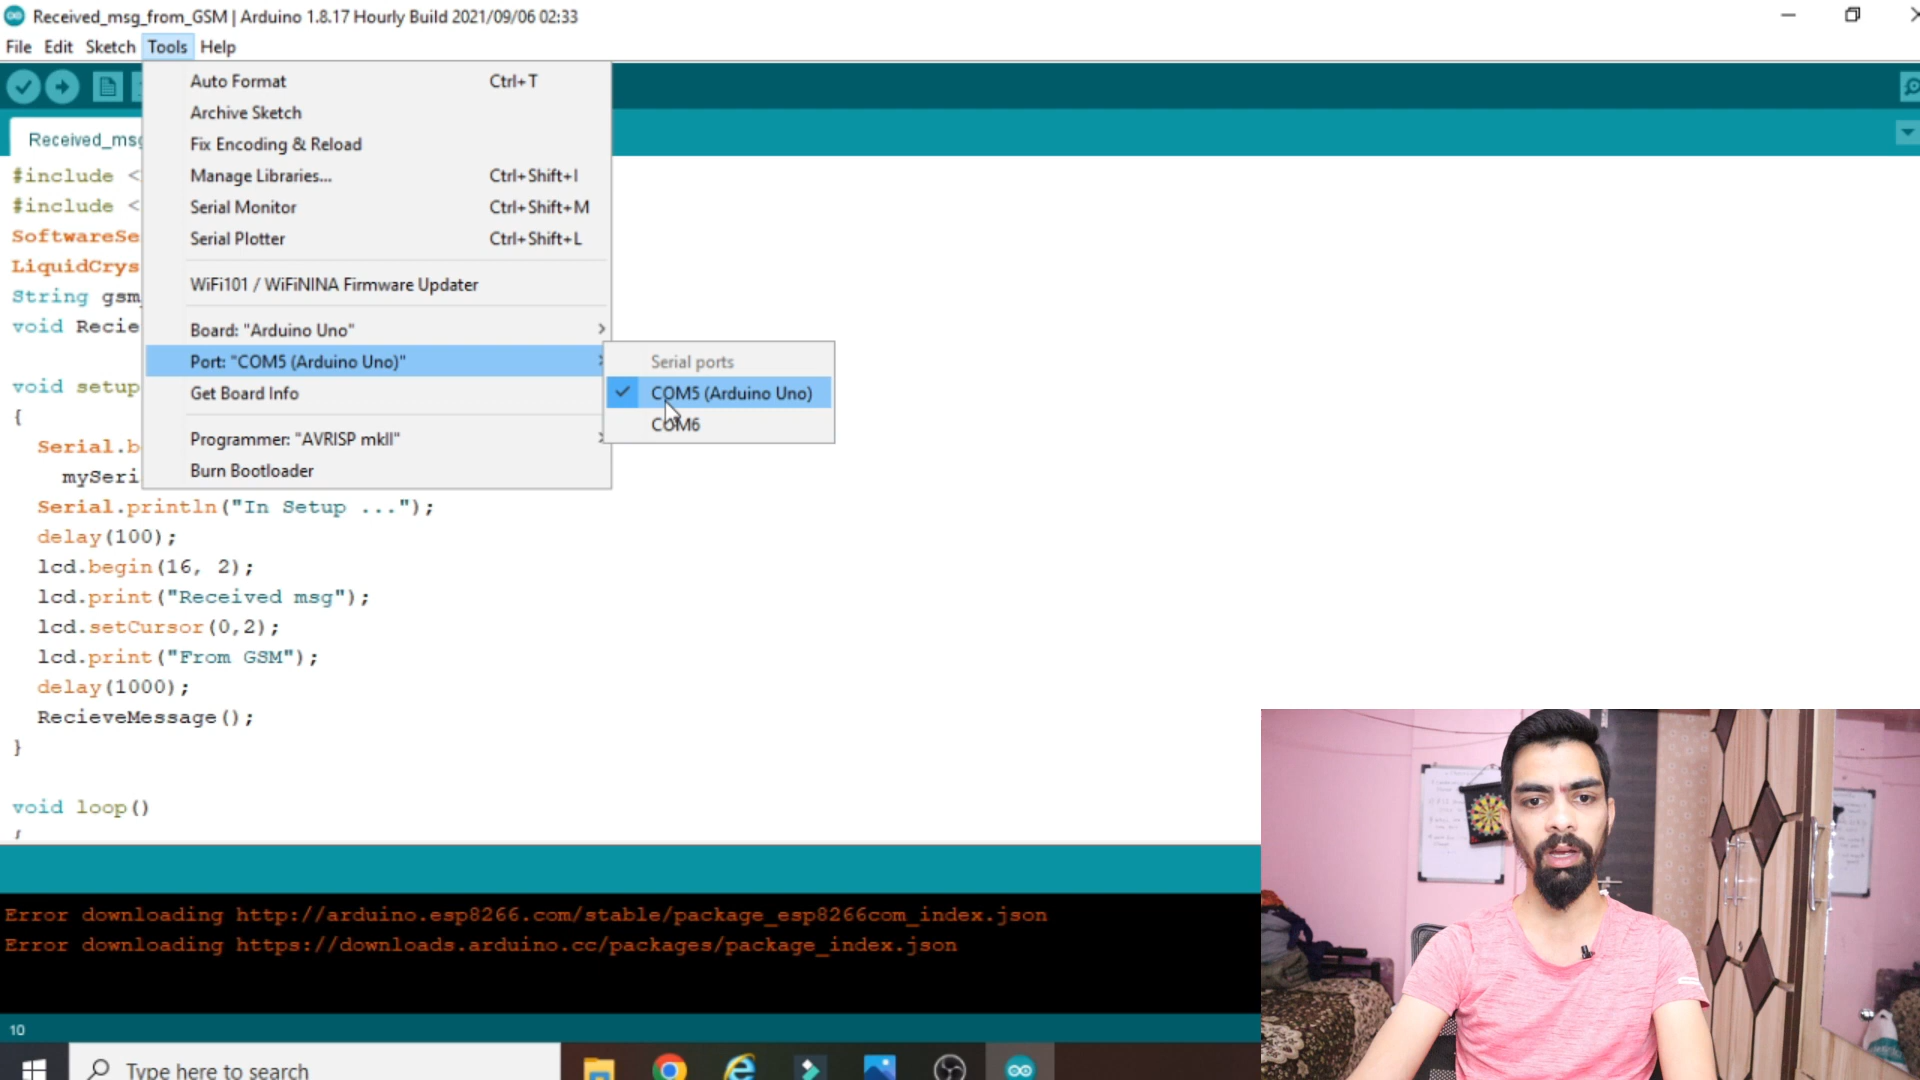 Received_msg_from_GSM | Arduino 1.8.17 Hourly Build 2021/09/06 02:33
File Edit Sketch Tools Help
Auto Format Ctrl+T
Archive Sketch
Fix Encoding & Reload
Manage Libraries... Ctrl+Shift+I
Serial Monitor Ctrl+Shift+M
Serial Plotter Ctrl+Shift+L
WiFi101 / WiFiNINA Firmware Updater
Board: "Arduino Uno"
Port: "COM5 (Arduino Uno)"
Get Board Info
Programmer: "AVRISP mkII"
Burn Bootloader
Serial ports
COM5 (Arduino Uno)
COM6
Received_msg
#include <
#include <
SoftwareSe
LiquidCrys
String gsm_
void Recie
void setup
{
Serial.b
mySeri
Serial.println("In Setup ...");
delay(100);
lcd.begin(16, 2);
lcd.print("Received msg");
lcd.setCursor(0,2);
lcd.print("From GSM");
delay(1000);
RecieveMessage();
}
void loop()
{
Error downloading http://arduino.esp8266.com/stable/package_esp8266com_index.json
Error downloading https://downloads.arduino.cc/packages/package_index.json
10
Type here to search